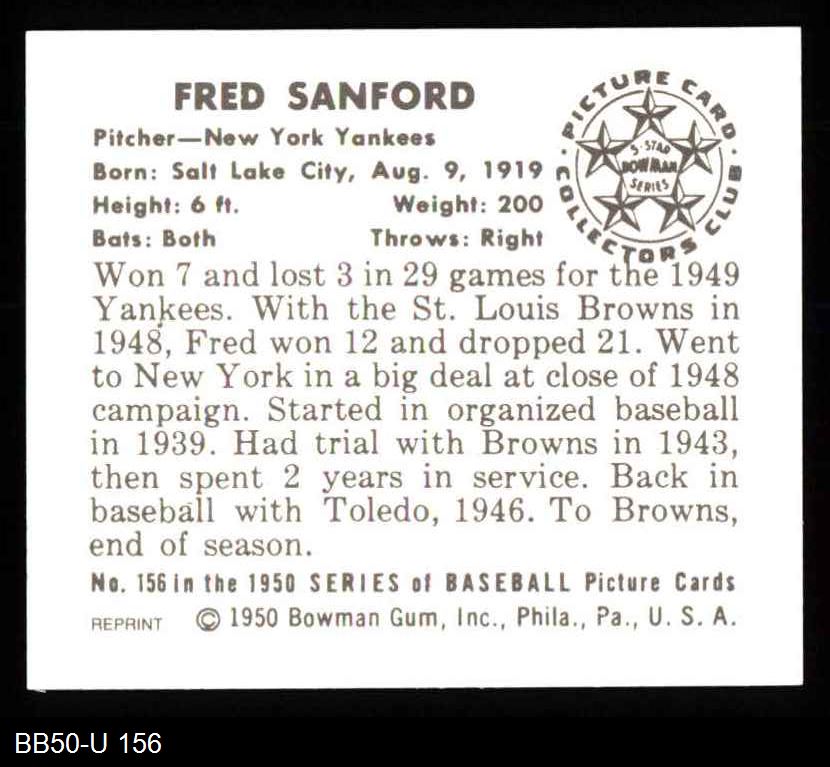 FRED SANFORD
Pitcher—New York Yankees
Born: Salt Lake City, Aug. 9, 1919
Height: 6 ft. Weight: 200
Bats: Both Throws: Right
PICTURE CARD COLLECTORS CLUB
5-STAR
BOWMAN
SERIES
Won 7 and lost 3 in 29 games for the 1949
Yankees. With the St. Louis Browns in
1948, Fred won 12 and dropped 21. Went
to New York in a big deal at close of 1948
campaign. Started in organized baseball
in 1939. Had trial with Browns in 1943,
then spent 2 years in service. Back in
baseball with Toledo, 1946. To Browns,
end of season.
No. 156 in the 1950 SERIES of BASEBALL Picture Cards
REPRINT © 1950 Bowman Gum, Inc., Phila., Pa., U. S. A.
BB50-U 156